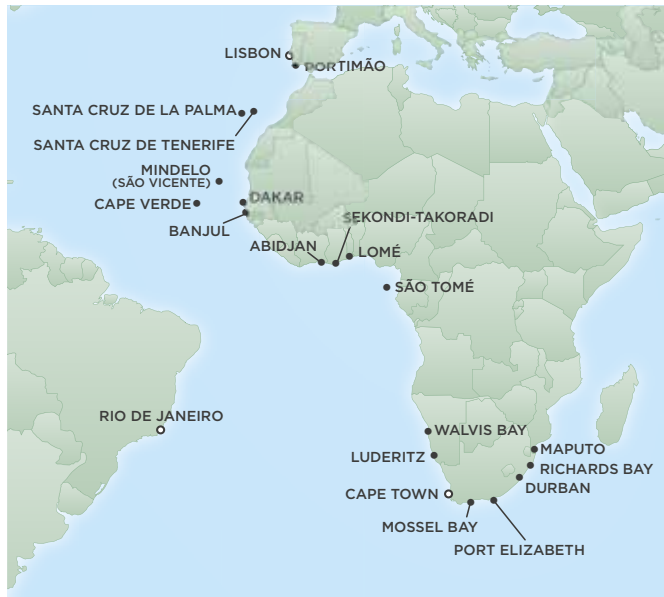 LISBON
PORTIMÃO
SANTA CRUZ DE LA PALMA
SANTA CRUZ DE TENERIFE
MINDELO
(SÃO VICENTE)
DAKAR
CAPE VERDE
BANJUL
SEKONDI-TAKORADI
ABIDJAN
LOMÉ
SÃO TOMÉ
RIO DE JANEIRO
WALVIS BAY
MAPUTO
LUDERITZ
RICHARDS BAY
DURBAN
CAPE TOWN
MOSSEL BAY
PORT ELIZABETH